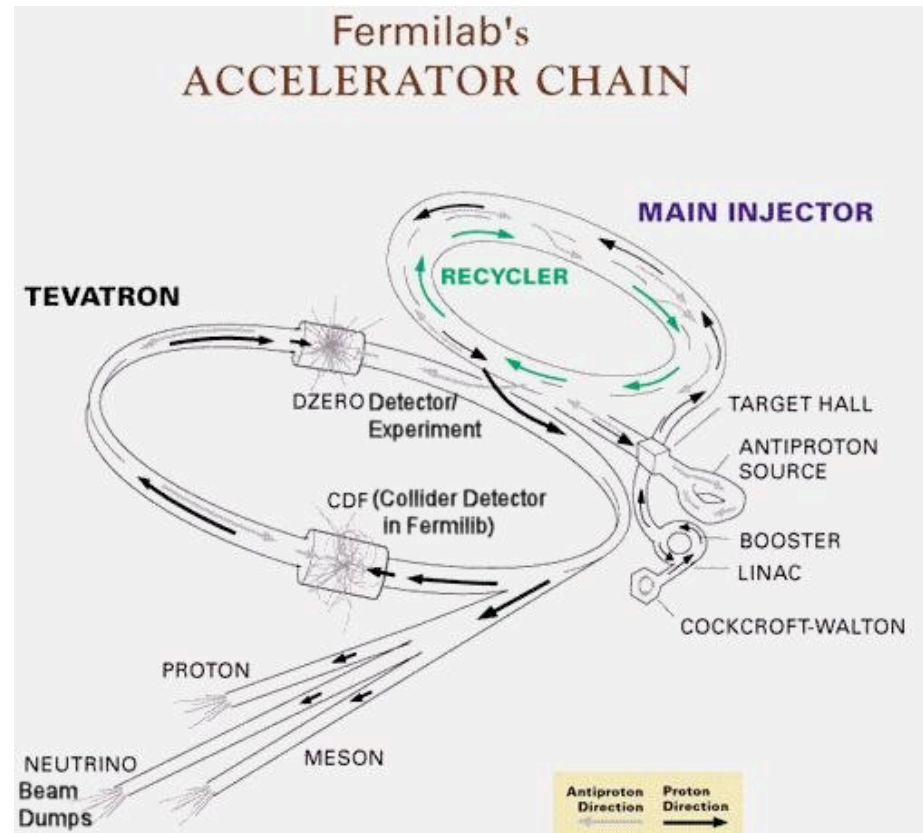 Fermilab's
ACCELERATOR CHAIN
MAIN INJECTOR
RECYCLER
TEVATRON
DZERO Detector/
Experiment
TARGET HALL
ANTIPROTON
SOURCE
CDF (Collider Detector
in Fermilib)
BOOSTER
LINAC
COCKCROFT-WALTON
PROTON
NEUTRINO
Beam
Dumps
MESON
Antiproton
Direction
Proton
Direction